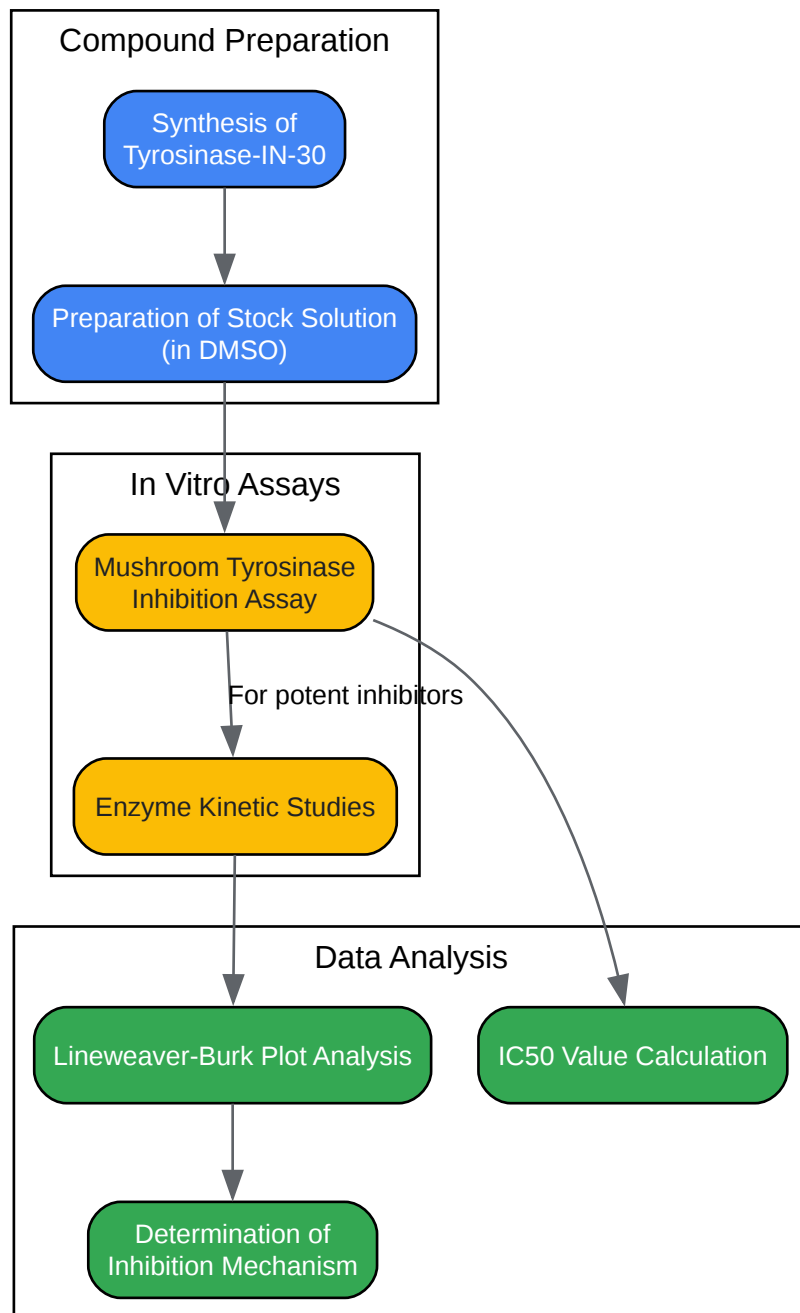 Compound Preparation
Synthesis of
Tyrosinase-IN-30
Preparation of Stock Solution
(in DMSO)
In Vitro Assays
Mushroom Tyrosinase
Inhibition Assay
For potent inhibitors
Enzyme Kinetic Studies
Data Analysis
Lineweaver-Burk Plot Analysis
IC50 Value Calculation
Determination of
Inhibition Mechanism